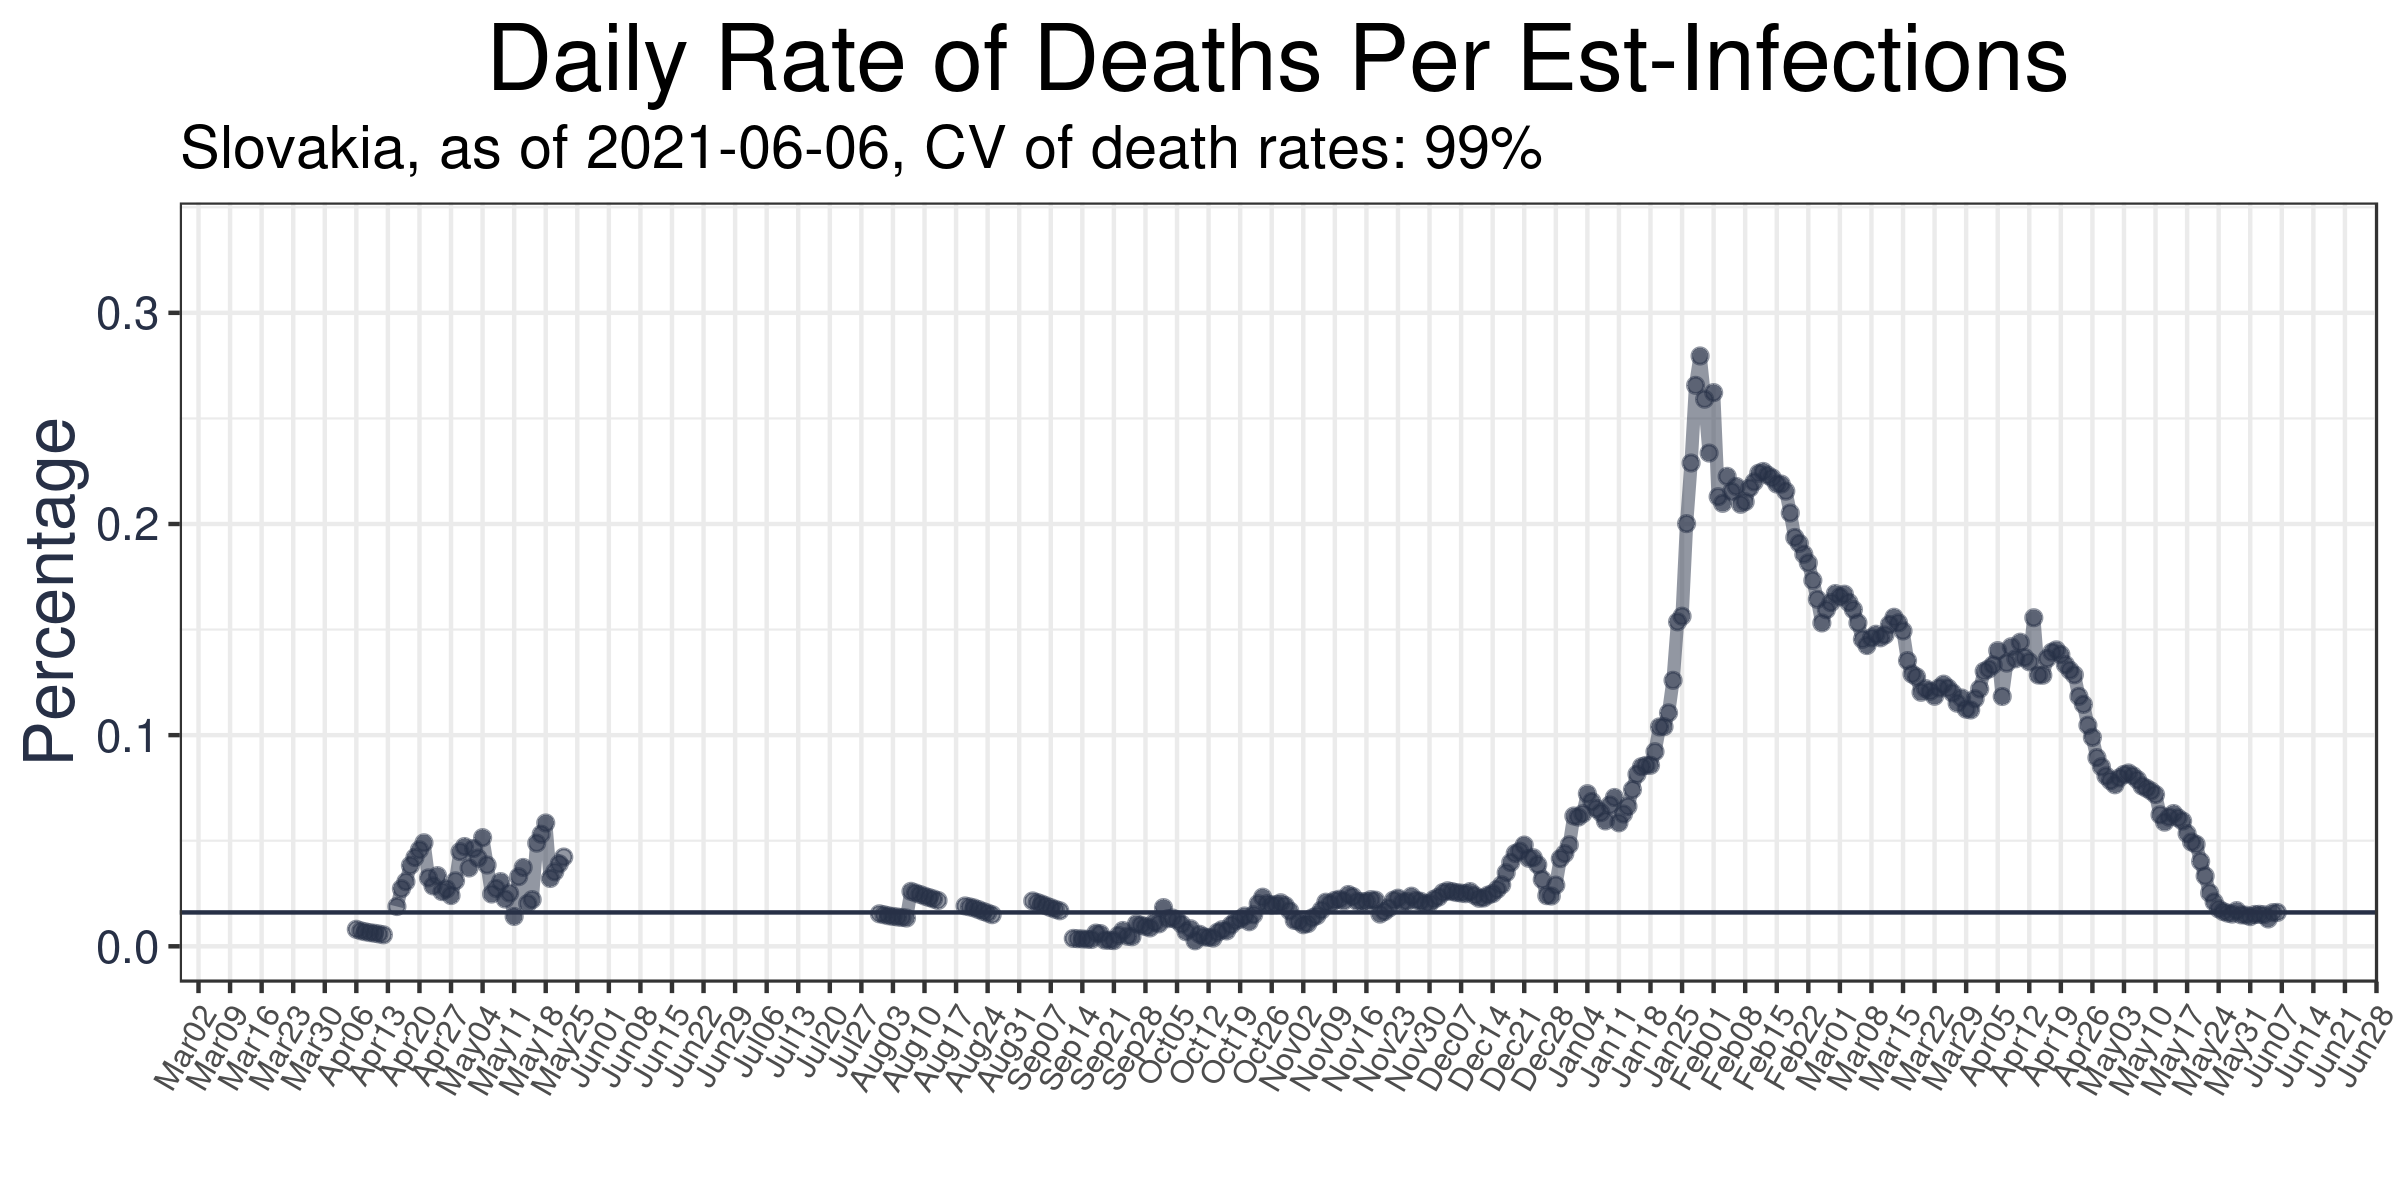 Daily Rate of Deaths Per Est-Infections
Slovakia, as of 2021-06-06, CV of death rates: 99%
Percentage
0.3
0.2
0.1
0.0
Mar02
Mar09
Mar16
Mar23
Mar30
Apr06
Apr13
Apr20
Apr27
May04
May11
May18
May25
Jun01
Jun08
Jun15
Jun22
Jun29
Jul06
Jul13
Jul20
Jul27
Aug03
Aug10
Aug17
Aug24
Aug31
Sep07
Sep14
Sep21
Sep28
Oct05
Oct12
Oct19
Oct26
Nov02
Nov09
Nov16
Nov23
Nov30
Dec07
Dec14
Dec21
Dec28
Jan04
Jan11
Jan18
Jan25
Feb01
Feb08
Feb15
Feb22
Mar01
Mar08
Mar15
Mar22
Mar29
Apr05
Apr12
Apr19
Apr26
May03
May10
May17
May24
May31
Jun07
Jun14
Jun21
Jun28